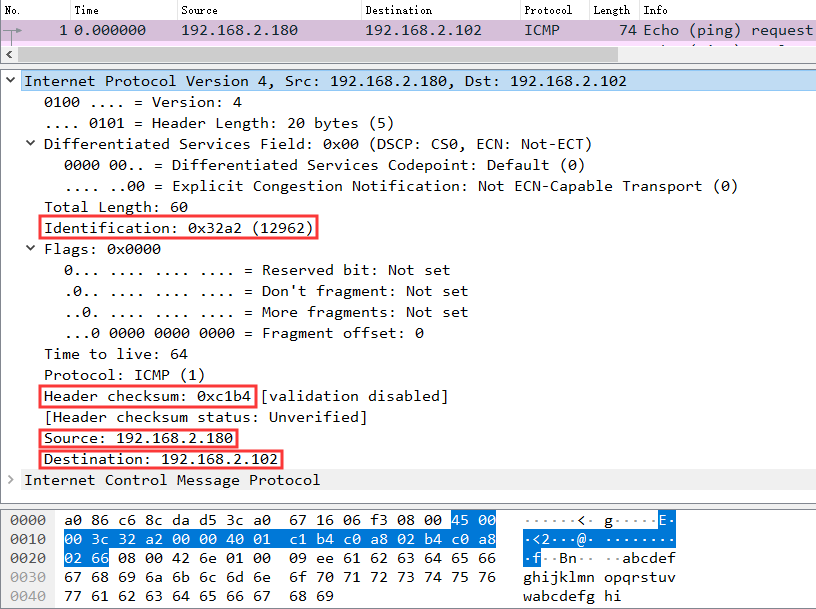 No. Time Source Destination Protocol Length Info
1 0.000000 192.168.2.180 192.168.2.102 ICMP 74 Echo (ping) request
Internet Protocol Version 4, Src: 192.168.2.180, Dst: 192.168.2.102
0100 .... = Version: 4
.... 0101 = Header Length: 20 bytes (5)
Differentiated Services Field: 0x00 (DSCP: CS0, ECN: Not-ECT)
0000 00.. = Differentiated Services Codepoint: Default (0)
.... ..00 = Explicit Congestion Notification: Not ECN-Capable Transport (0)
Total Length: 60
Identification: 0x32a2 (12962)
Flags: 0x0000
0... .... .... .... = Reserved bit: Not set
.0.. .... .... .... = Don't fragment: Not set
..0. .... .... .... = More fragments: Not set
...0 0000 0000 0000 = Fragment offset: 0
Time to live: 64
Protocol: ICMP (1)
Header checksum: 0xc1b4 [validation disabled]
[Header checksum status: Unverified]
Source: 192.168.2.180
Destination: 192.168.2.102
Internet Control Message Protocol
0000 a0 86 c6 8c da d5 3c a0 67 16 06 f3 08 00 45 00 ······<· g·····E·
0010 00 3c 32 a2 00 00 40 01 c1 b4 c0 a8 02 b4 c0 a8 ·<2···@· ········
0020 02 66 08 00 42 6e 01 00 09 ee 61 62 63 64 65 66 ·f··Bn·· ··abcdef
0030 67 68 69 6a 6b 6c 6d 6e 6f 70 71 72 73 74 75 76 ghijklmn opqrstuv
0040 77 61 62 63 64 65 66 67 68 69 wabcdefg hi